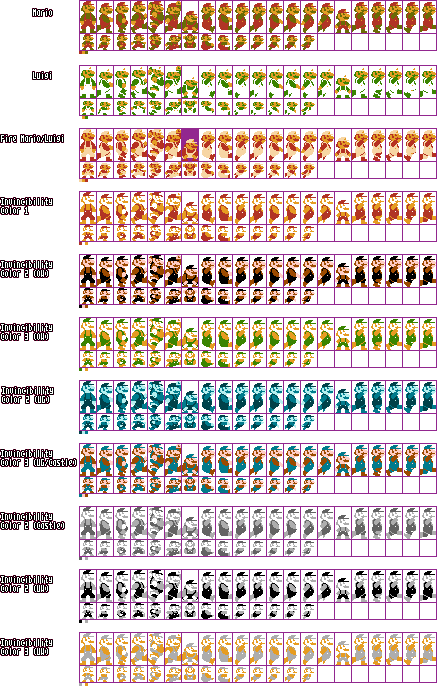 Mario
Luigi
Fire Mario/Luigi
Invincibility
Color 1
Invincibility
Color 2 (OW)
Invincibility
Color 3 (OW)
Invincibility
Color 2 (UG)
Invincibility
Color 3 (UG/Castle)
Invincibility
Color 2 (Castle)
Invincibility
Color 2 (UW)
Invincibility
Color 3 (UW)